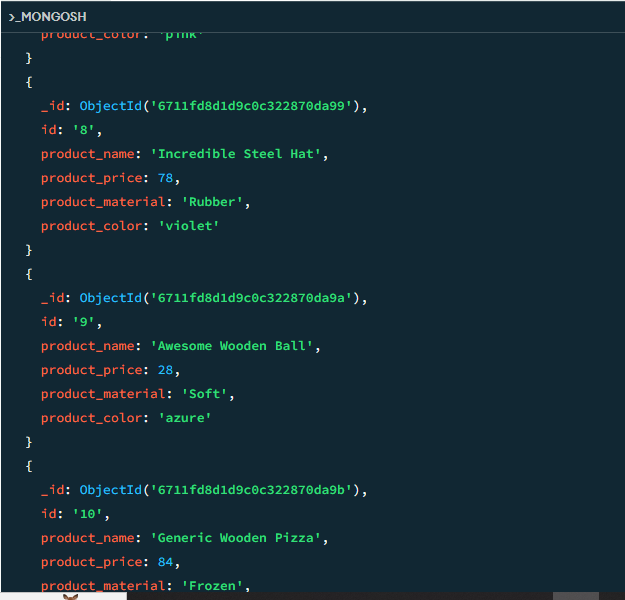 >_MONGOSH
product_color: 'pink'
}
{
_id: ObjectId('6711fd8d1d9c0c322870da99'),
id: '8',
product_name: 'Incredible Steel Hat',
product_price: 78,
product_material: 'Rubber',
product_color: 'violet'
}
{
_id: ObjectId('6711fd8d1d9c0c322870da9a'),
id: '9',
product_name: 'Awesome Wooden Ball',
product_price: 28,
product_material: 'Soft',
product_color: 'azure'
}
{
_id: ObjectId('6711fd8d1d9c0c322870da9b'),
id: '10',
product_name: 'Generic Wooden Pizza',
product_price: 84,
product_material: 'Frozen',